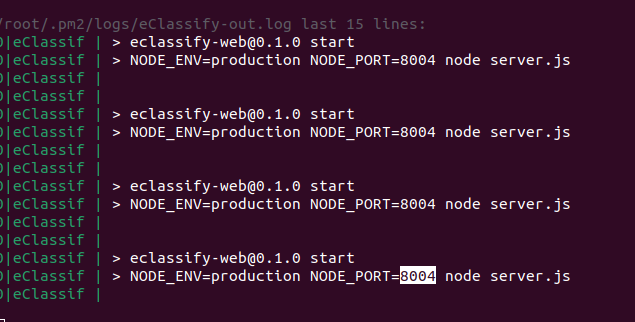 /root/.pm2/logs/eClassify-out.log last 15 lines:
0|eClassif | > eclassify-web@0.1.0 start
0|eClassif | > NODE_ENV=production NODE_PORT=8004 node server.js
0|eClassif |
0|eClassif |
0|eClassif | > eclassify-web@0.1.0 start
0|eClassif | > NODE_ENV=production NODE_PORT=8004 node server.js
0|eClassif |
0|eClassif |
0|eClassif | > eclassify-web@0.1.0 start
0|eClassif | > NODE_ENV=production NODE_PORT=8004 node server.js
0|eClassif |
0|eClassif |
0|eClassif | > eclassify-web@0.1.0 start
0|eClassif | > NODE_ENV=production NODE_PORT=8004 node server.js
0|eClassif |